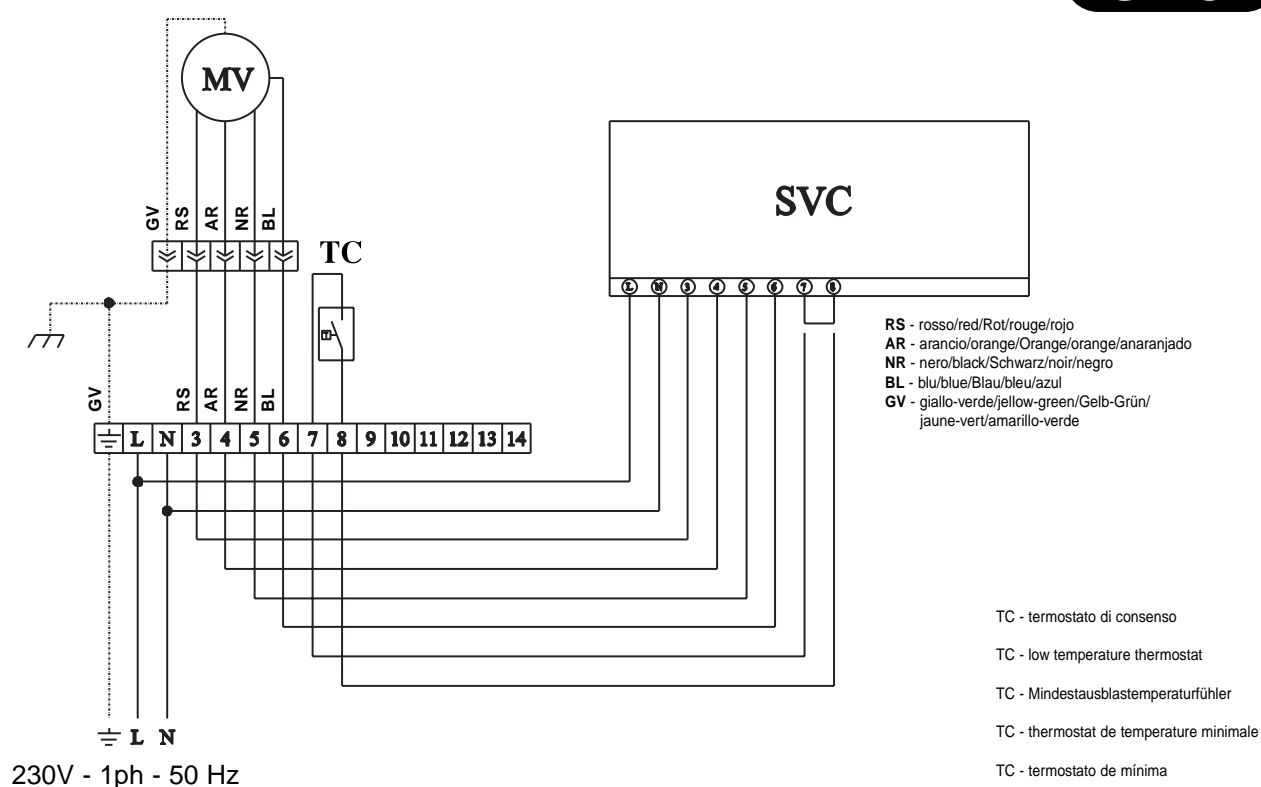 MV
SVC
GV RS AR NR BL
TC
L N 3 4 5 6 7 8
T
RS - rosso/red/Rot/rouge/rojo
AR - arancio/orange/Orange/orange/anaranjado
NR - nero/black/Schwarz/noir/negro
BL - blu/blue/Blau/bleu/azul
GV - giallo-verde/jellow-green/Gelb-Grün/
jaune-vert/amarillo-verde
GV RS AR NR BL
L N 3 4 5 6 7 8 9 10 11 12 13 14
TC - termostato di consenso
TC - low temperature thermostat
TC - Mindestausblastemperaturfühler
TC - thermostat de temperature minimale
TC - termostato de mínima
L N
230V - 1ph - 50 Hz